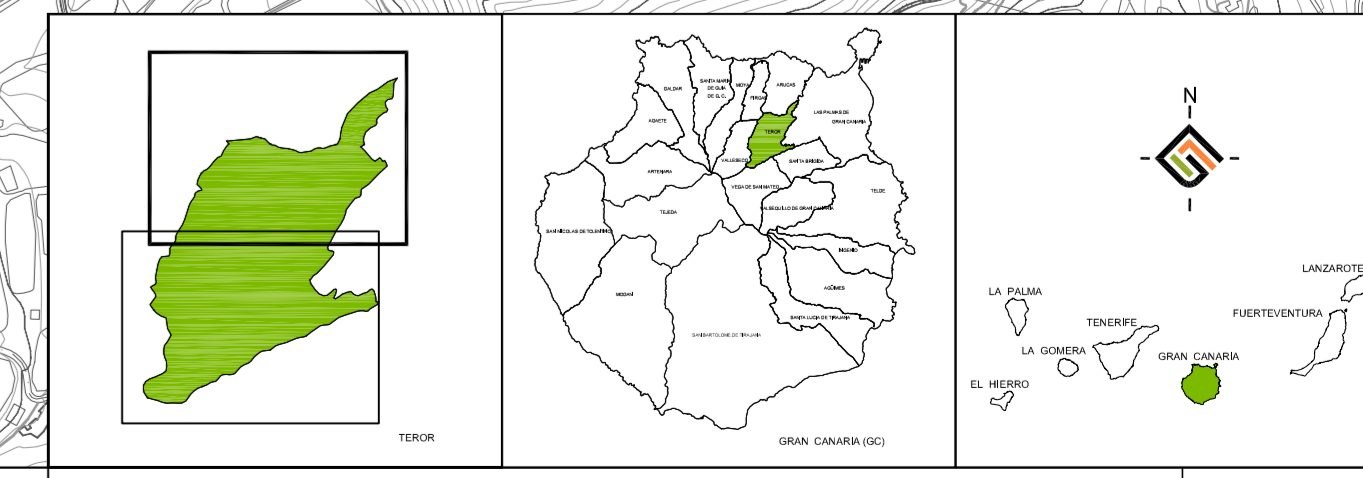 TEROR
GALDAR
SANTA MARIA
DE GUIA
DE G. C.
MOYA
FIRGAS
ARUCAS
LAS PALMAS DE
GRAN CANARIA
AGAETE
TEROR
VALLESECO
SANTA BRIGIDA
ARTENARA
VEGA DE SAN MATEO
TELDE
TEJEDA
VALSEQUILLO DE GRAN CANARIA
SAN NICOLAS DE TOLENTINO
INGENIO
MOGAN
AGÜIMES
SANTA LUCIA DE TIRAJANA
SAN BARTOLOME DE TIRAJANA
GRAN CANARIA (GC)
N
LANZAROTE
LA PALMA
FUERTEVENTURA
TENERIFE
LA GOMERA
GRAN CANARIA
EL HIERRO